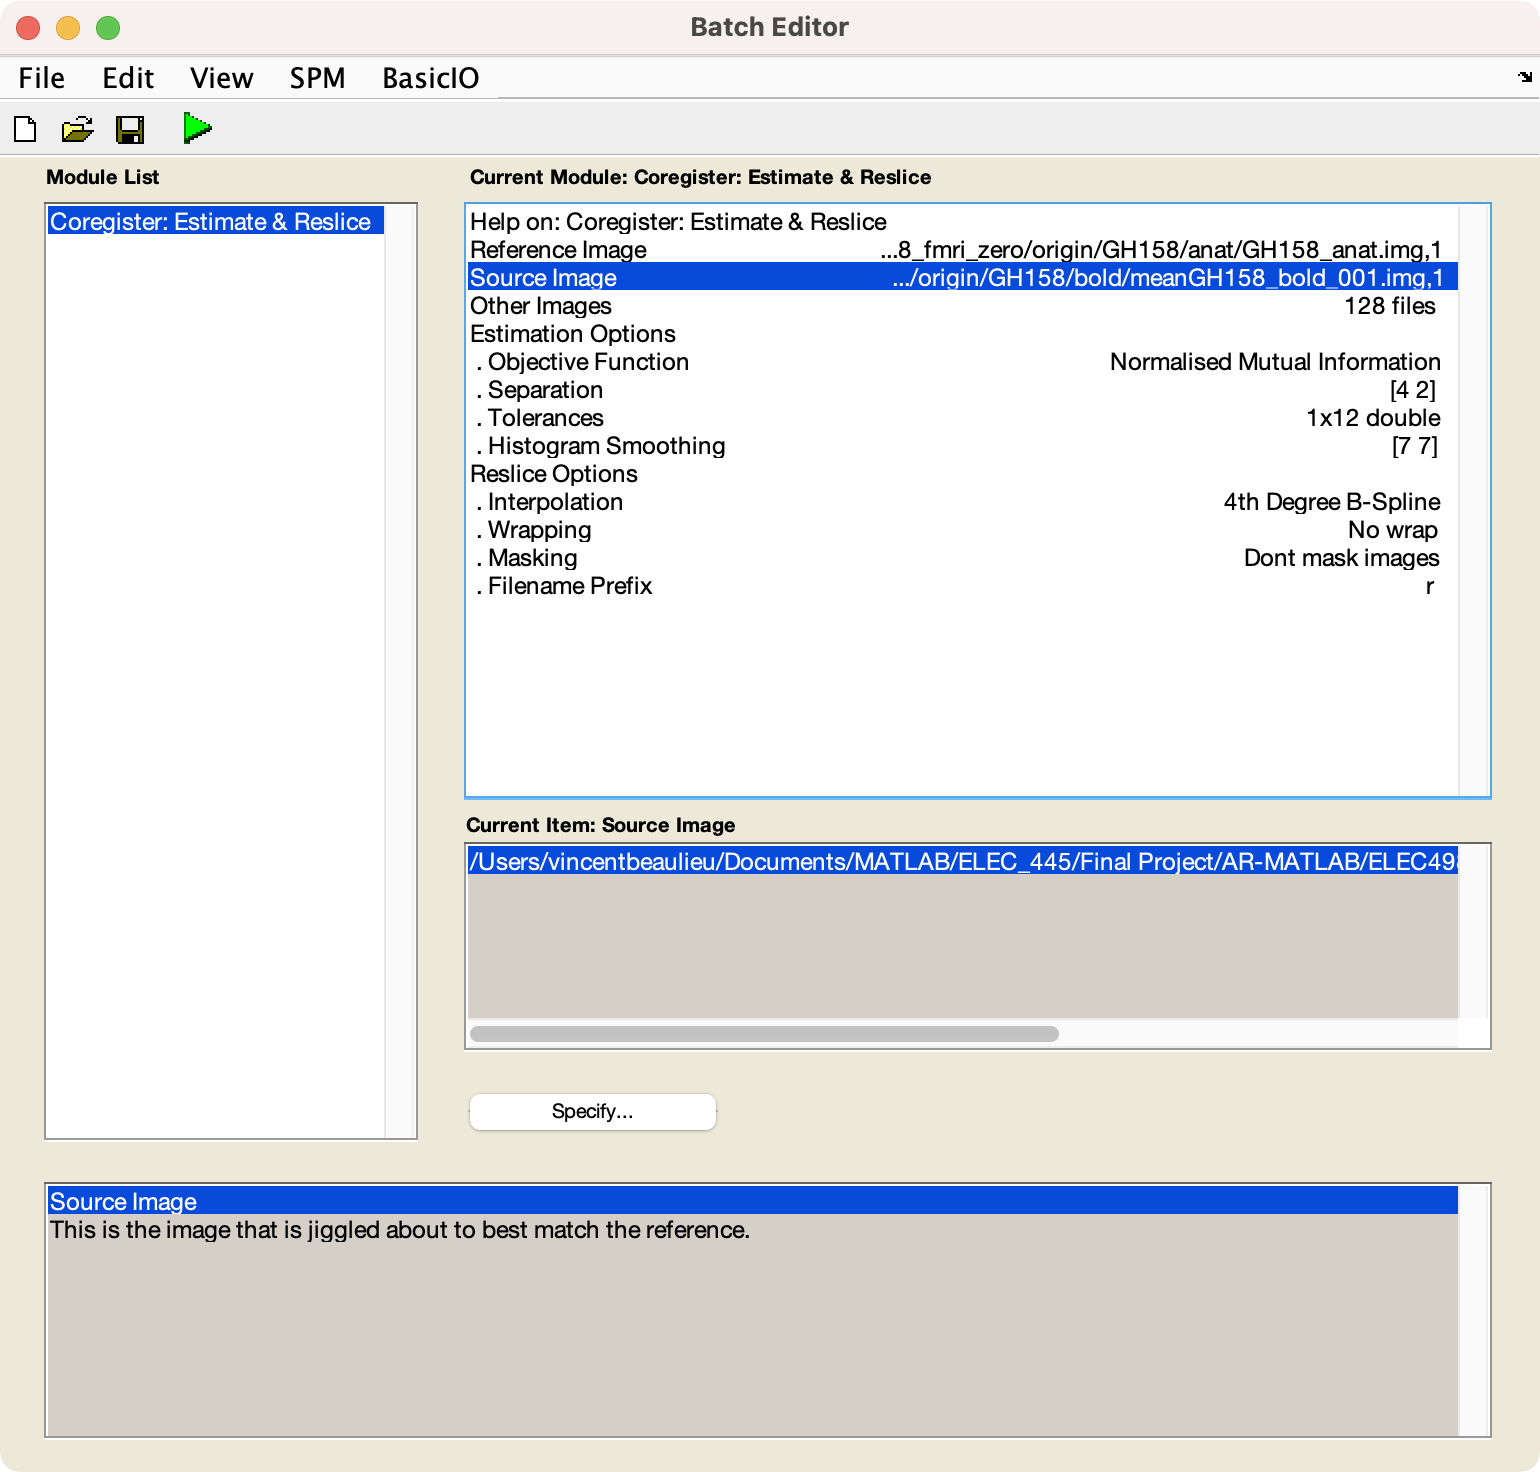 Batch Editor
File Edit View SPM BasicIO
Module List
Coregister: Estimate & Reslice
Current Module: Coregister: Estimate & Reslice
Help on: Coregister: Estimate & Reslice
Reference Image ...8_fmri_zero/origin/GH158/anat/GH158_anat.img,1
Source Image .../origin/GH158/bold/meanGH158_bold_001.img,1
Other Images 128 files
Estimation Options
. Objective Function Normalised Mutual Information
. Separation [4 2]
. Tolerances 1x12 double
. Histogram Smoothing [7 7]
Reslice Options
. Interpolation 4th Degree B-Spline
. Wrapping No wrap
. Masking Dont mask images
. Filename Prefix r
Current Item: Source Image
/Users/vincentbeaulieu/Documents/MATLAB/ELEC_445/Final Project/AR-MATLAB/ELEC498
Specify...
Source Image
This is the image that is jiggled about to best match the reference.